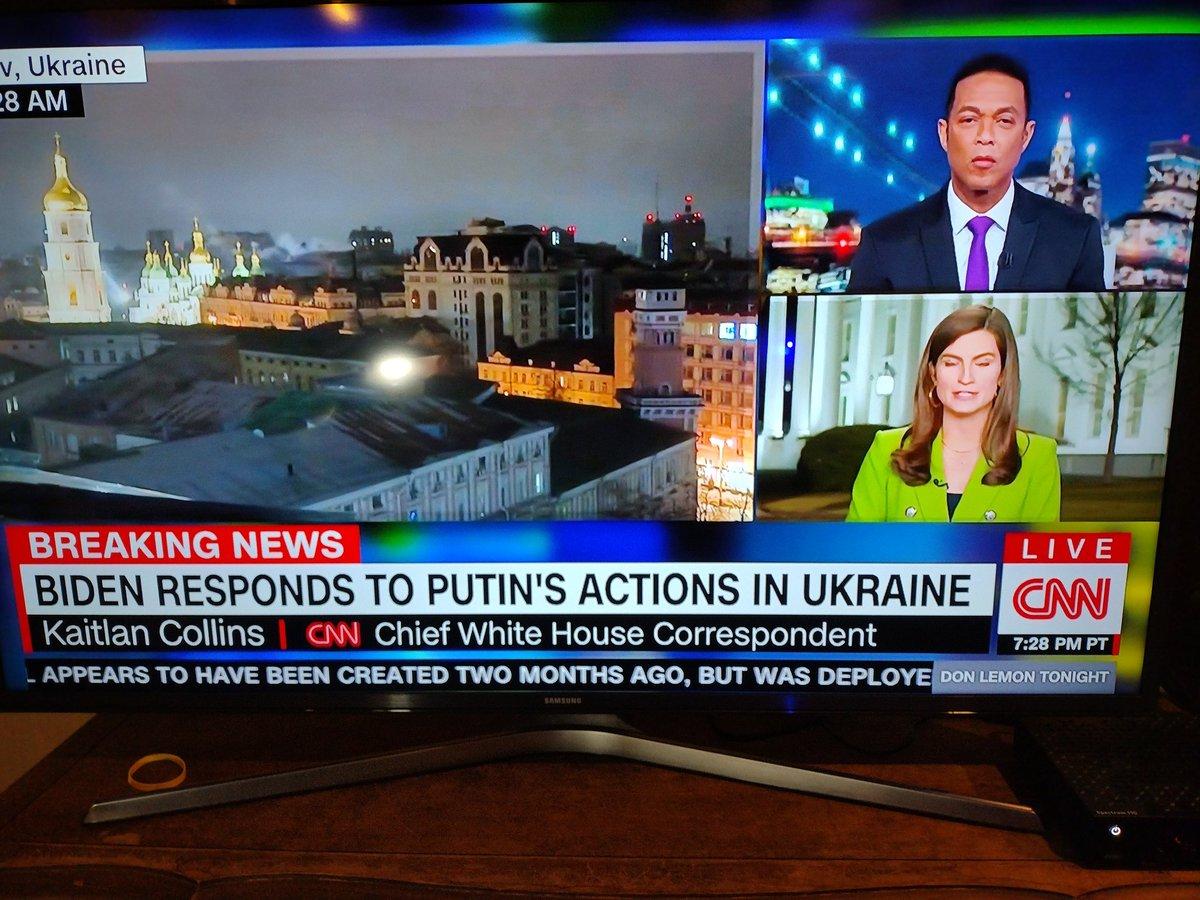 v, Ukraine
28 AM
BREAKING NEWS
BIDEN RESPONDS TO PUTIN'S ACTIONS IN UKRAINE
Kaitlan Collins | CNN Chief White House Correspondent
LIVE
CNN
7:28 PM PT
APPEARS TO HAVE BEEN CREATED TWO MONTHS AGO, BUT WAS DEPLOYE
DON LEMON TONIGHT
SAMSUNG